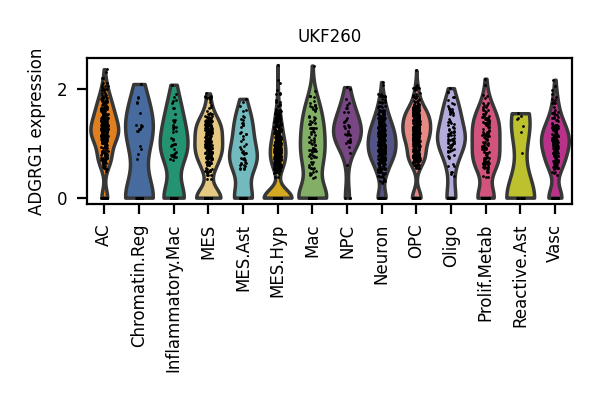 UKF260
ADGRG1 expression
2
0
AC
Chromatin.Reg
Inflammatory.Mac
MES
MES.Ast
MES.Hyp
Mac
NPC
Neuron
OPC
Oligo
Prolif.Metab
Reactive.Ast
Vasc